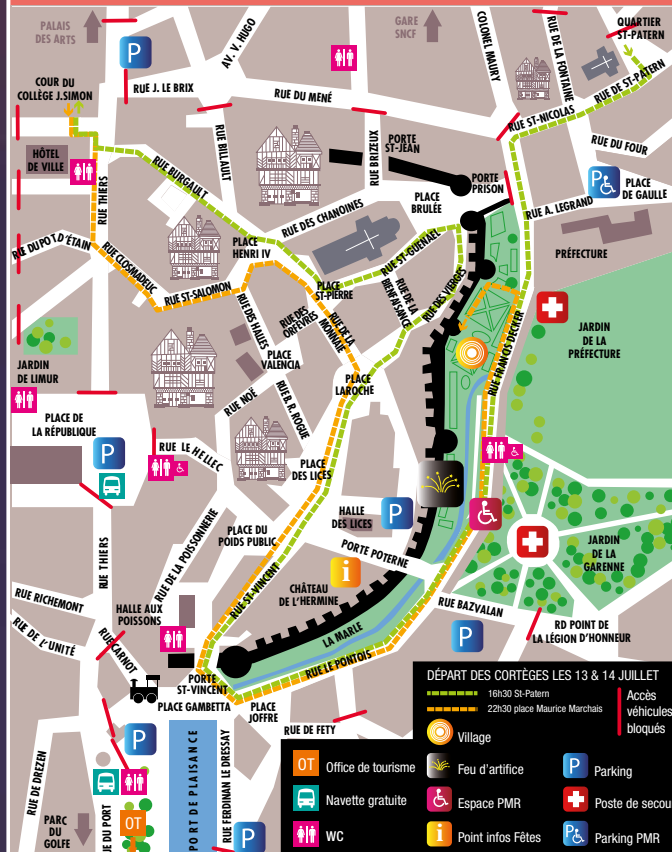 PALAIS
DES ARTS
P
AV. V. HUGO
GARE
SNCF
COLONEL MAURY
RUE DE LA FONTAINE
QUARTIER
ST-PATERN
COUR DU
COLLÈGE J.SIMON
RUE J. LE BRIX
RUE DU MENÉ
RUE DE ST-PATERN
RUE ST-NICOLAS
HÔTEL
DE VILLE
RUE THIERS
RUE BURGAULT
RUE BILLAULT
RUE BRIZEUX
PORTE
ST-JEAN
RUE DU FOUR
PORTE
PRISON
P
PLACE
DE GAULLE
PLACE
BRULÉE
RUE A. LEGRAND
RUE DES CHANOINES
RUE DU POT D'ÉTAIN
RUE CLOSMADEUC
PLACE
HENRI IV
RUE ST-GUENAËL
PRÉFECTURE
RUE ST-SALOMON
PLACE
ST-PIERRE
RUE DE LA
BIENFAISANCE
RUE DES VIERGES
RUE DES HALLES
RUE DES
ORFÈVRES
RUE DE LA
MONNAIE
RUE FRANCIS DECKER
JARDIN
DE LA
PRÉFECTURE
JARDIN
DE LIMUR
PLACE
VALENCIA
PLACE
LAROCHE
RUE NOË
RUE B. R. ROGUE
PLACE DE
LA RÉPUBLIQUE
P
RUE LE HELLEC
PLACE
DES LICES
HALLE
DES LICES
P
RUE DE LA POISSONNERIE
PLACE DU
POIDS PUBLIC
PORTE POTERNE
JARDIN
DE LA
GARENNE
RUE THIERS
i
CHÂTEAU
DE L'HERMINE
RUE ST-VINCENT
RUE RICHEMONT
HALLE AUX
POISSONS
RUE BAZVALAN
RD POINT DE
LA LÉGION D'HONNEUR
P
RUE DE L'UNITÉ
RUE CARNOT
LA MARLE
RUE LE PONTOIS
PORTE
ST-VINCENT
PLACE GAMBETTA
PLACE
JOFFRE
RUE DE FETY
P
RUE DE DREZEN
PORT DE PLAISANCE
RUE FERDINAN LE DRESSAY
PARC
DU
GOLFE
UE DU PORT
OT
P
DÉPART DES CORTÈGES LES 13 & 14 JUILLET
16h30 St-Patern
22h30 place Maurice Marchais
Accès
véhicules
bloqués
Village
OT Office de tourisme
Feu d'artifice
P Parking
Navette gratuite
Espace PMR
Poste de secou
WC
i Point infos Fêtes
P Parking PMR